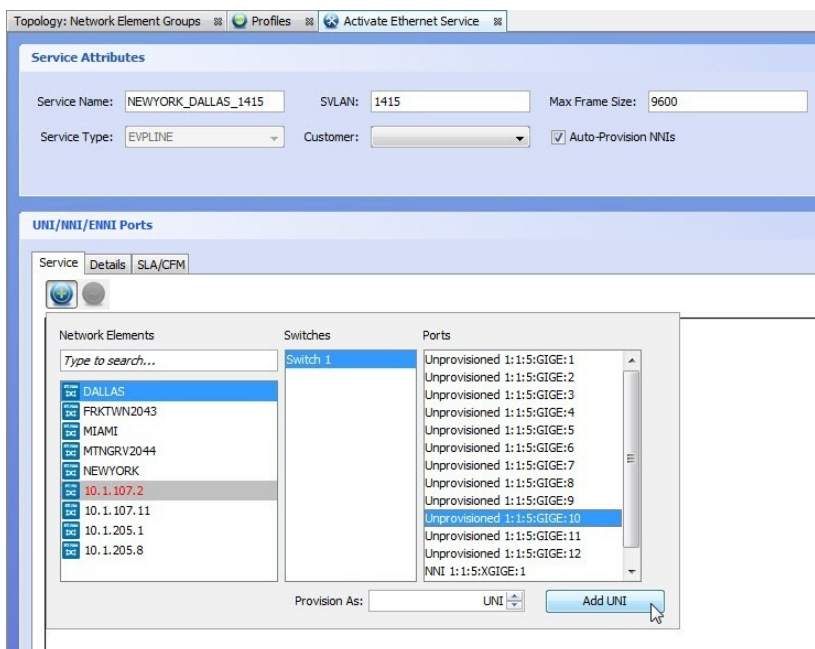 Topology: Network Element Groups Profiles Activate Ethernet Service
Service Attributes
Service Name: NEWYORK_DALLAS_1415 SVLAN: 1415 Max Frame Size: 9600
Service Type: EVPLINE Customer: Auto-Provision NNIs
UNI/NNI/ENNI Ports
Service Details SLA/CFM
Network Elements Switches Ports
Type to search...
DALLAS
FRKTWN2043
MIAMI
MTNGRV2044
NEWYORK
10.1.107.2
10.1.107.11
10.1.205.1
10.1.205.8
Switch 1
Unprovisioned 1:1:5:GIGE:1
Unprovisioned 1:1:5:GIGE:2
Unprovisioned 1:1:5:GIGE:3
Unprovisioned 1:1:5:GIGE:4
Unprovisioned 1:1:5:GIGE:5
Unprovisioned 1:1:5:GIGE:6
Unprovisioned 1:1:5:GIGE:7
Unprovisioned 1:1:5:GIGE:8
Unprovisioned 1:1:5:GIGE:9
Unprovisioned 1:1:5:GIGE:10
Unprovisioned 1:1:5:GIGE:11
Unprovisioned 1:1:5:GIGE:12
NNI 1:1:5:XGIGE:1
Provision As: UNI Add UNI